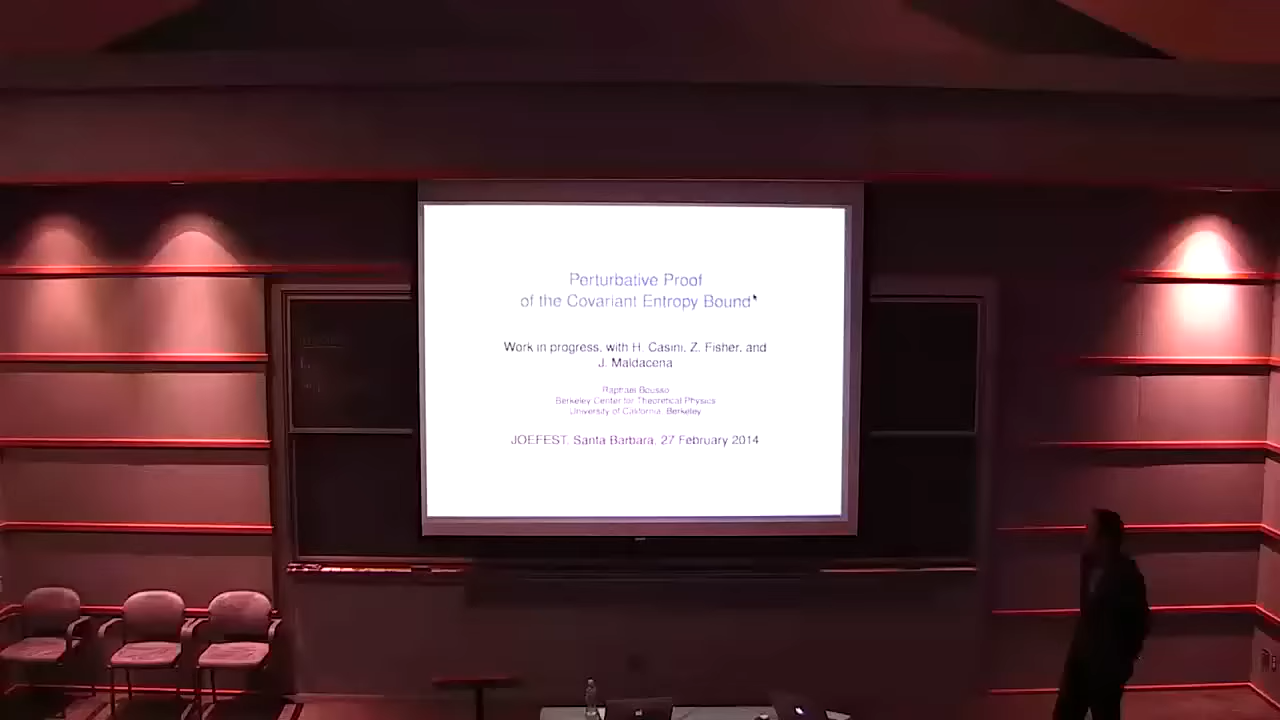 Perturbative Proof
of the Covariant Entropy Bound
Work in progress, with H. Casini, Z. Fisher, and
J. Maldacena
Raphael Bousso
Berkeley Center for Theoretical Physics
University of California, Berkeley
JOEFEST, Santa Barbara, 27 February 2014